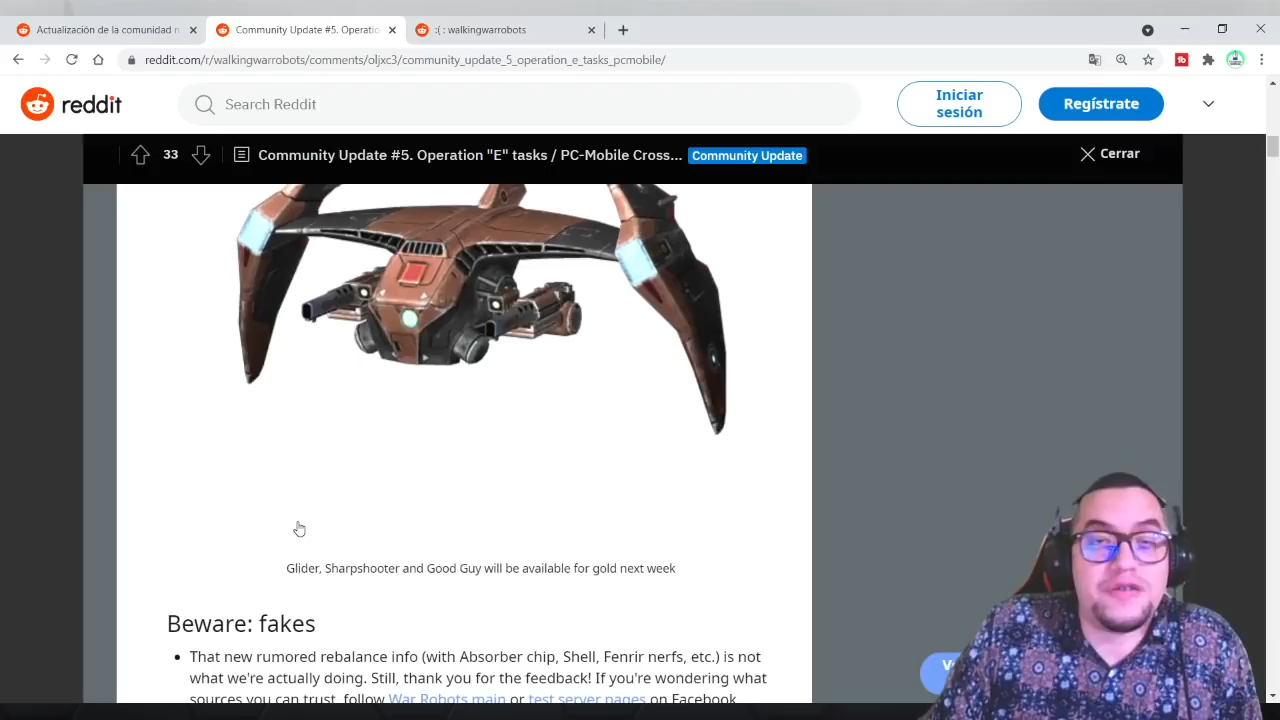 Actualización de la comunidad n
Community Update #5. Operatio
:( : walkingwarrobots
reddit.com/r/walkingwarrobots/comments/oljxc3/community_update_5_operation_e_tasks_pcmobile/
reddit
Search Reddit
Iniciar
sesión
Regístrate
33
Community Update #5. Operation "E" tasks / PC-Mobile Cross... Community Update
Cerrar
Glider, Sharpshooter and Good Guy will be available for gold next week
Beware: fakes
• That new rumored rebalance info (with Absorber chip, Shell, Fenrir nerfs, etc.) is not
what we're actually doing. Still, thank you for the feedback! If you're wondering what
sources you can trust, follow War Robots main or test server pages on Facebook